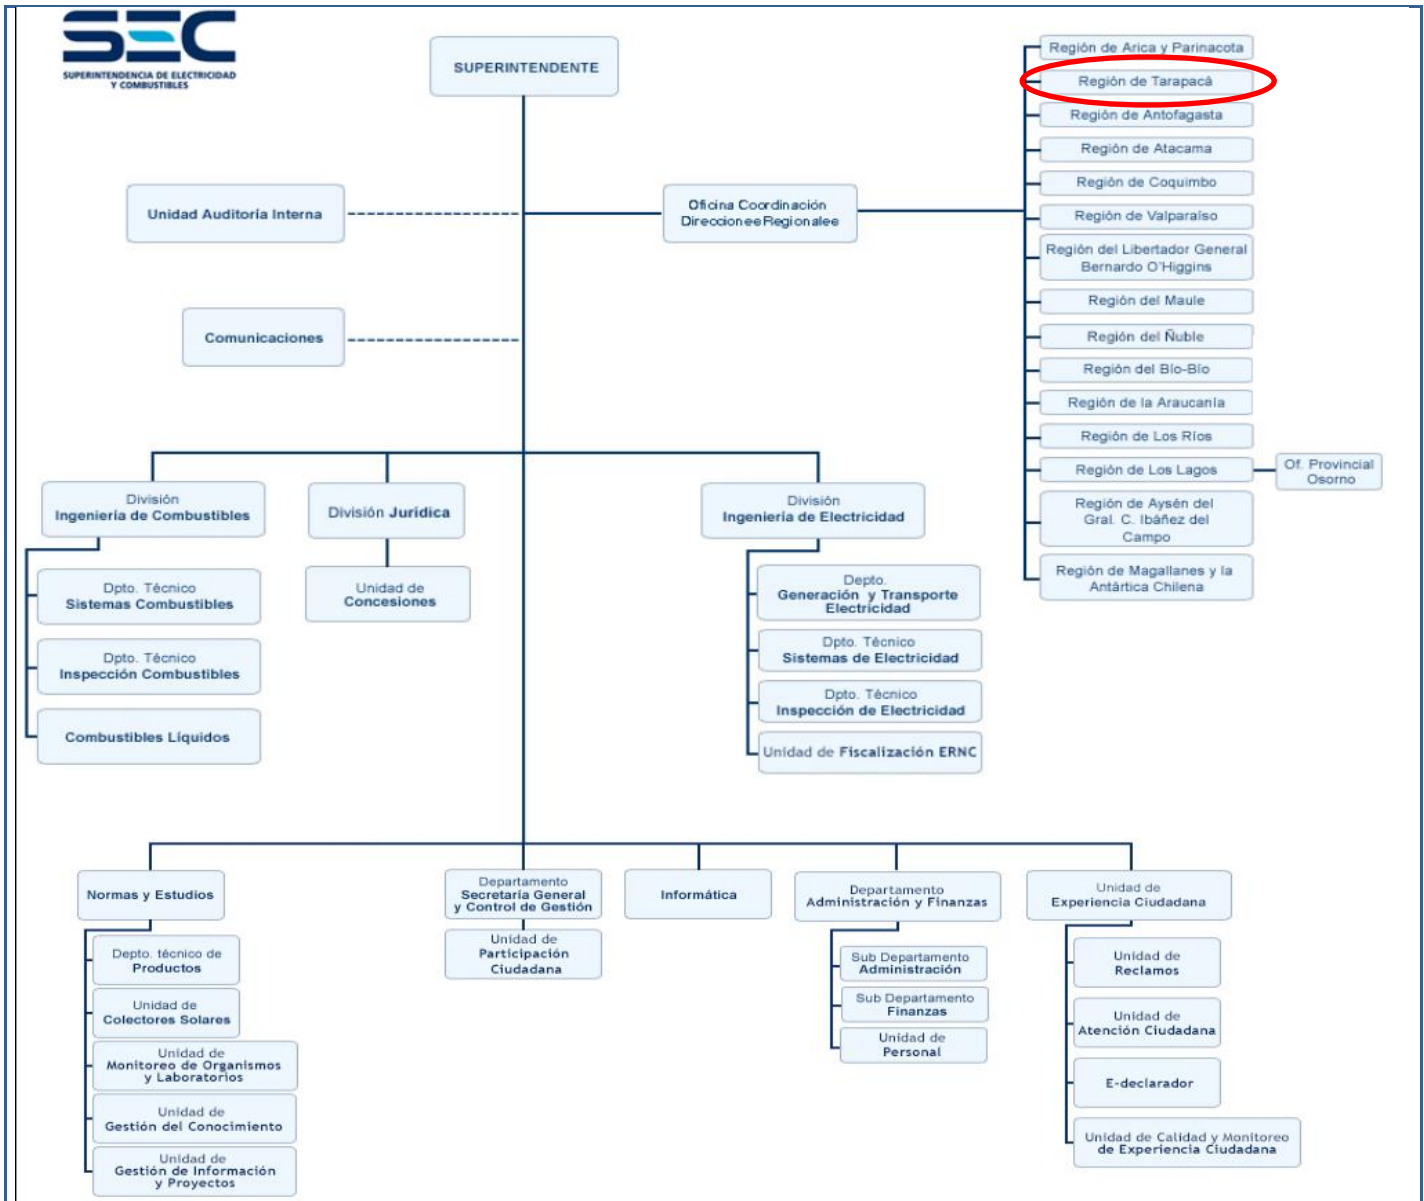 SEC
SUPERINTENDENCIA DE ELECTRICIDAD
Y COMBUSTIBLES
SUPERINTENDENTE
Región de Arica y Parinacota
Región de Tarapacá
Región de Antofagasta
Región de Atacama
Región de Coquimbo
Región de Valparaíso
Región del Libertador General
Bernardo O'Higgins
Región del Maule
Región del Ñuble
Región del Bío-Bío
Región de la Araucanía
Región de Los Ríos
Región de Los Lagos
Of. Provincial
Osorno
Región de Aysén del
Gral. C. Ibáñez del
Campo
Región de Magallanes y la
Antártica Chilena
Unidad Auditoría Interna
Oficina Coordinación
Direccionee Regionalee
Comunicaciones
División
Ingeniería de Combustibles
Dpto. Técnico
Sistemas Combustibles
Dpto. Técnico
Inspección Combustibles
Combustibles Líquidos
División Jurídica
Unidad de
Concesiones
División
Ingeniería de Electricidad
Depto.
Generación y Transporte
Electricidad
Dpto. Técnico
Sistemas de Electricidad
Dpto. Técnico
Inspección de Electricidad
Unidad de Fiscalización ERNC
Normas y Estudios
Depto. técnico de
Productos
Unidad de
Colectores Solares
Unidad de
Monitoreo de Organismos
y Laboratorios
Unidad de
Gestión del Conocimiento
Unidad de
Gestión de Información
y Proyectos
Departamento
Secretaría General
y Control de Gestión
Unidad de
Participación
Ciudadana
Informática
Departamento
Administración y Finanzas
Sub Departamento
Administración
Sub Departamento
Finanzas
Unidad de
Personal
Unidad de
Experiencia Ciudadana
Unidad de
Reclamos
Unidad de
Atención Ciudadana
E-declarador
Unidad de Calidad y Monitoreo
de Experiencia Ciudadana